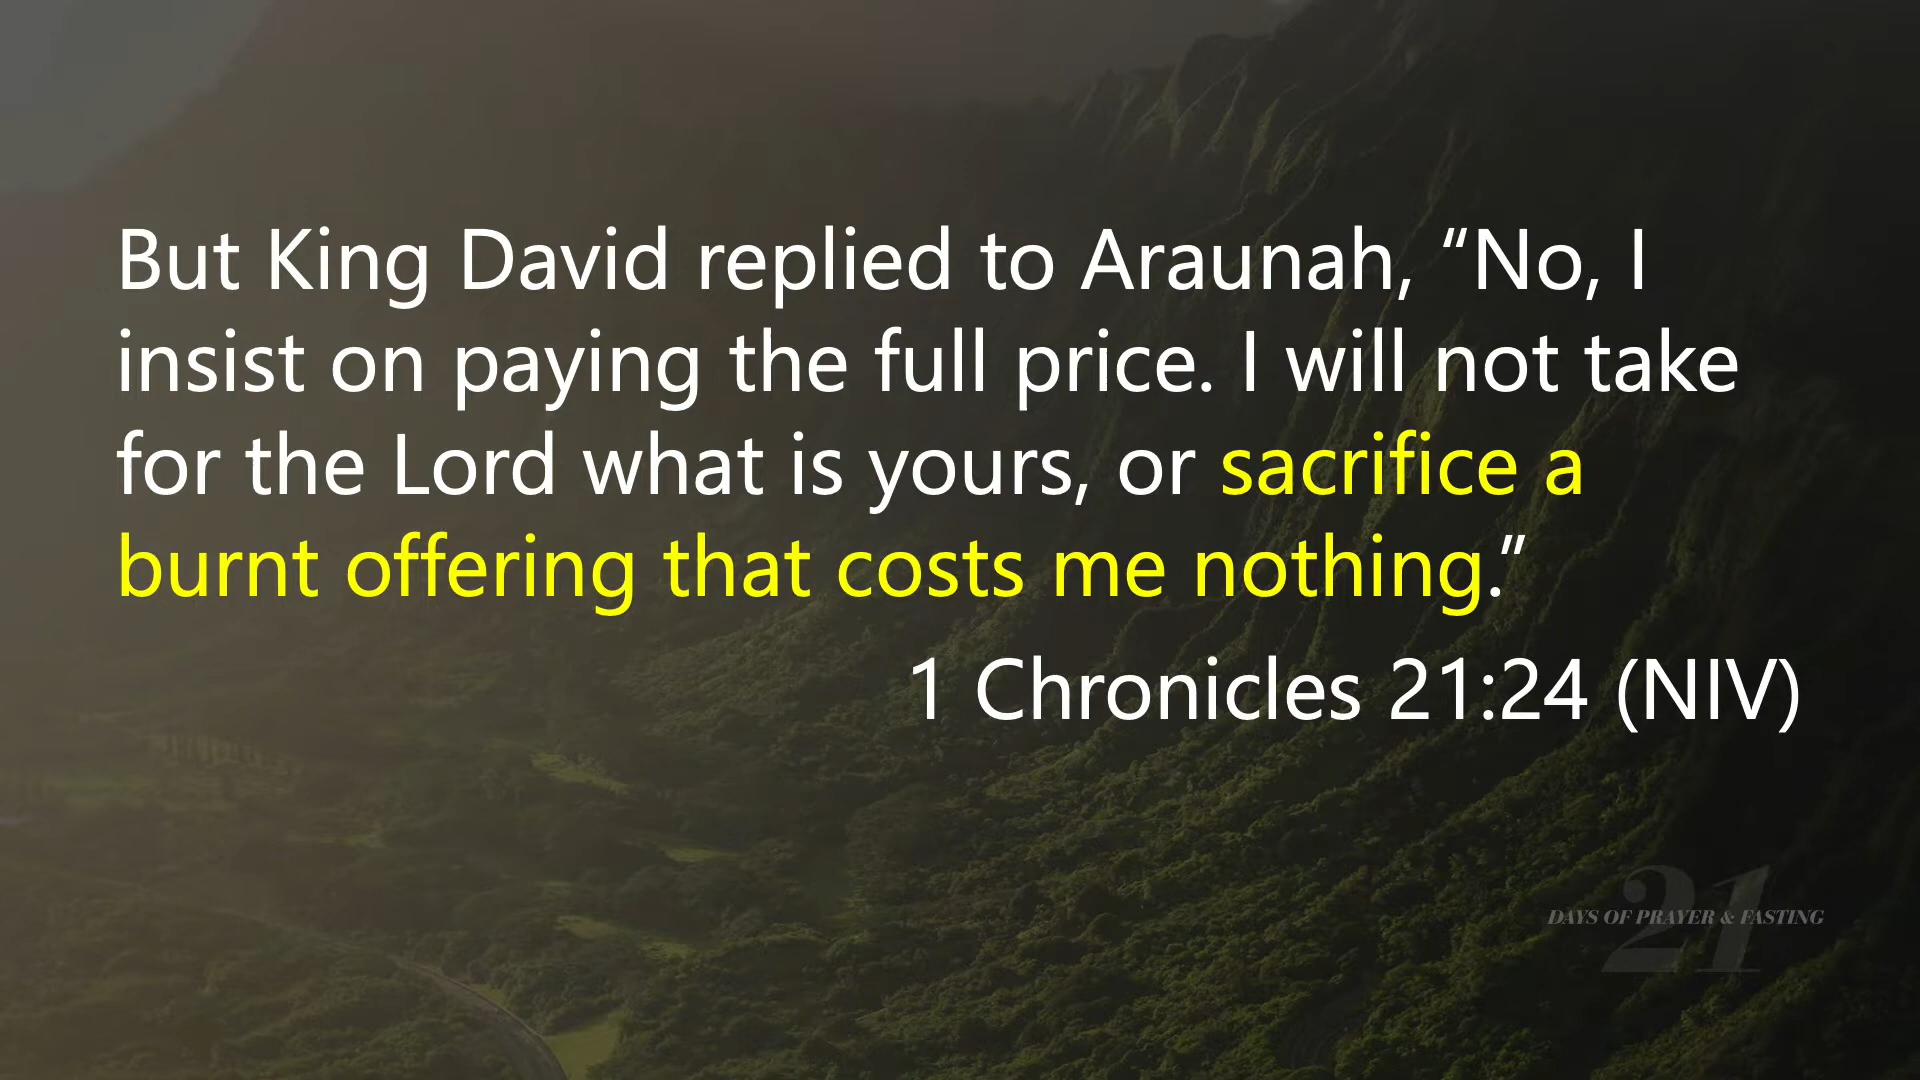 But King David replied to Araunah, “No, I
insist on paying the full price. I will not take
for the Lord what is yours, or sacrifice a
burnt offering that costs me nothing.”
1 Chronicles 21:24 (NIV)
21
DAYS OF PRAYER & FASTING